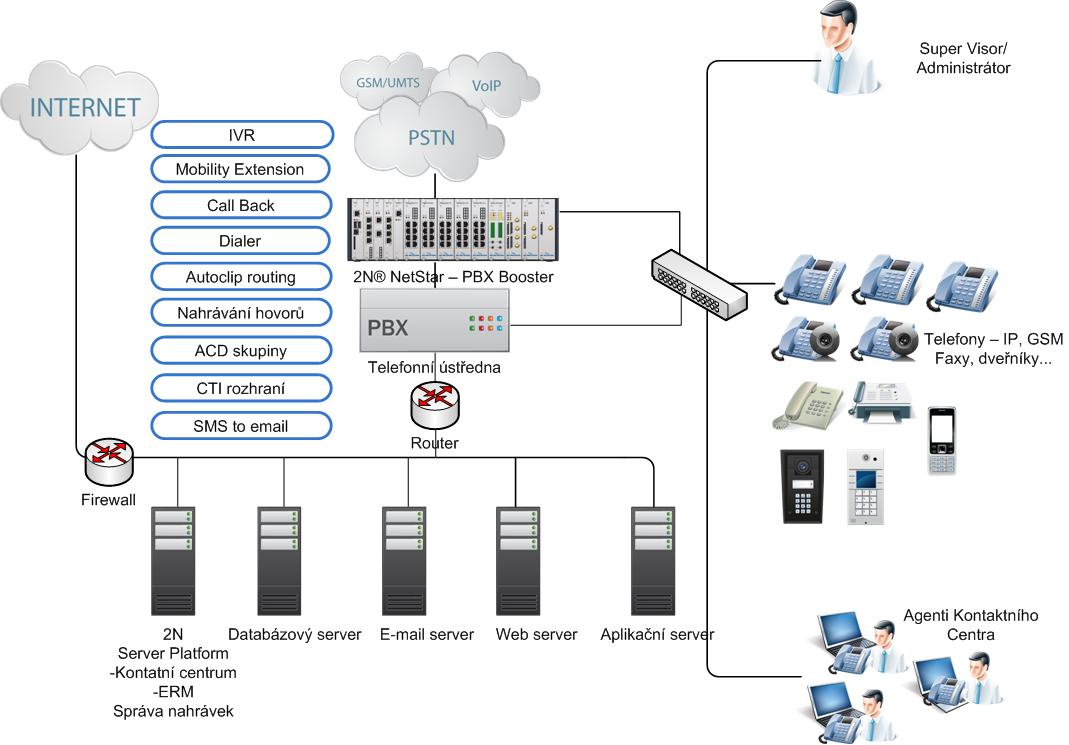 INTERNET
GSM/UMTS
VoIP
PSTN
Super Visor/
Administrátor
IVR
Mobility Extension
Call Back
Dialer
Autoclip routing
Nahrávání hovorů
ACD skupiny
CTI rozhraní
SMS to email
2N® NetStar – PBX Booster
PBX
Telefonní ústředna
Router
Firewall
Telefony – IP, GSM
Faxy, dveřníky...
2N
Server Platform
-Kontatní centrum
-ERM
Správa nahrávek
Databázový server
E-mail server
Web server
Aplikační server
Agenti Kontaktního
Centra